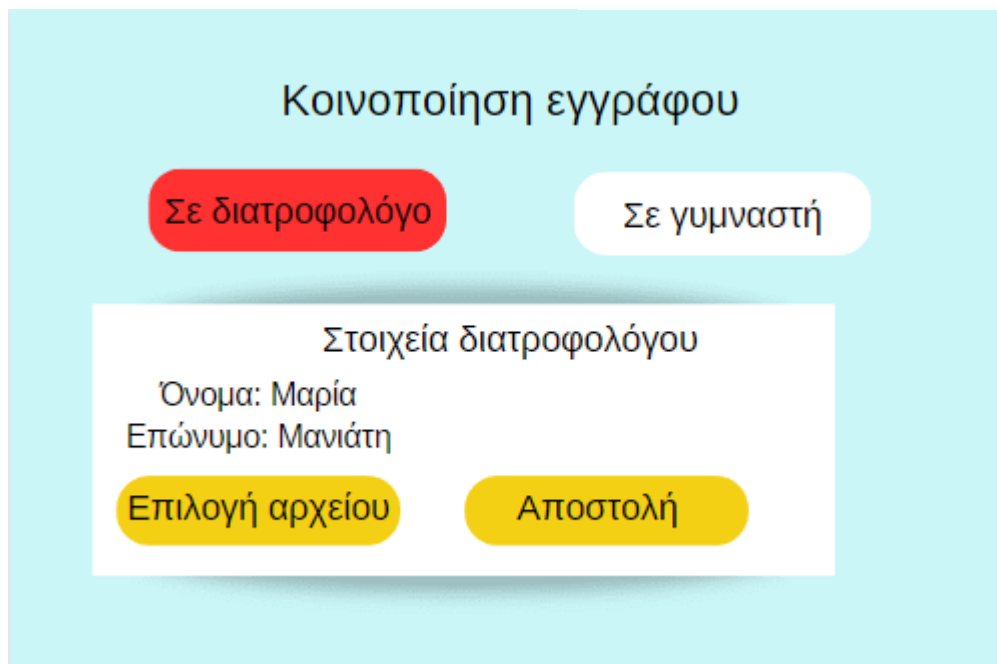 Κοινοποίηση εγγράφου
Σε διατροφολόγο
Σε γυμναστή
Στοιχεία διατροφολόγου
Όνομα: Μαρία
Επώνυμο: Μανιάτη
Επιλογή αρχείου
Αποστολή